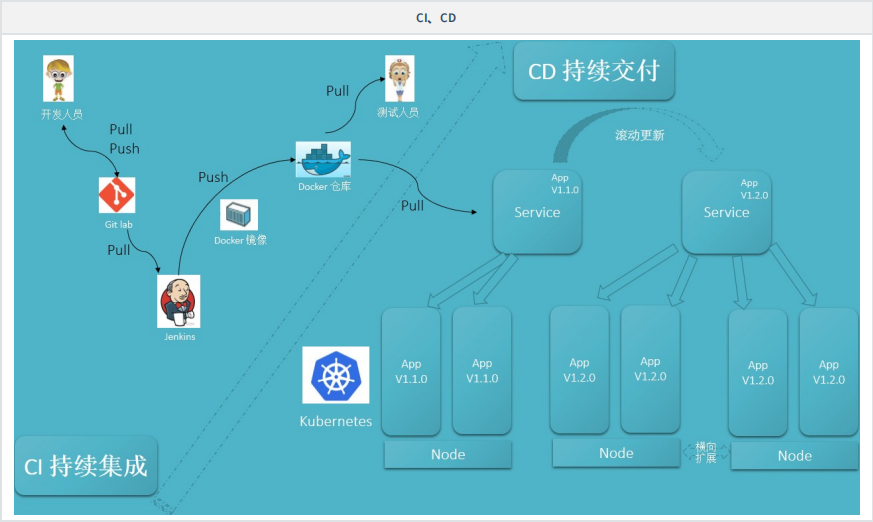 CI、CD
CD 持续交付
开发人员
Pull
Push
Git lab
Pull
Jenkins
Push
Docker 镜像
Docker 仓库
Pull
测试人员
Pull
滚动更新
App
V1.1.0
Service
App
V1.2.0
Service
Kubernetes
App
V1.1.0
App
V1.1.0
Node
App
V1.2.0
App
V1.2.0
Node
横向
扩展
App
V1.2.0
App
V1.2.0
Node
CI 持续集成